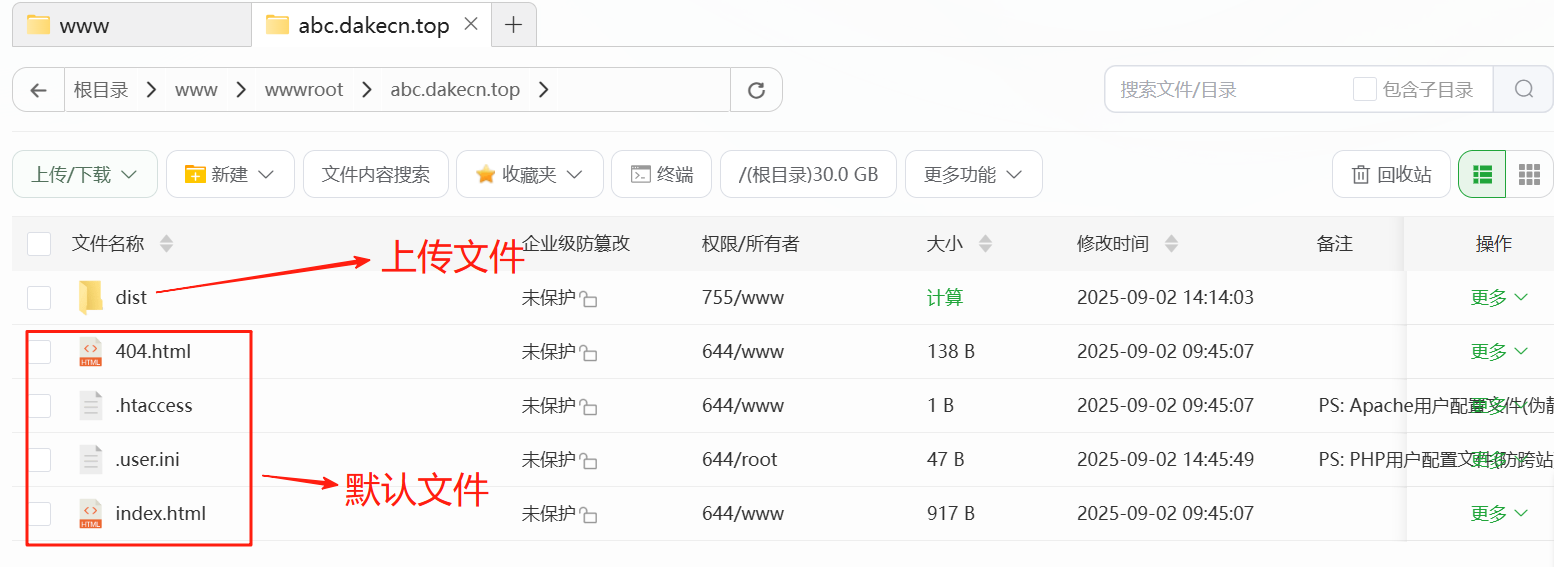 www
abc.dakecn.top
根目录 www wwwroot abc.dakecn.top
搜索文件/目录 包含子目录
上传/下载 新建 文件内容搜索 收藏夹 终端 /(根目录)30.0 GB 更多功能 回收站
文件名称 企业级防篡改 权限/所有者 大小 修改时间 备注 操作
上传文件
dist 未保护 755/www 计算 2025-09-02 14:14:03 更多
HTML 404.html 未保护 644/www 138 B 2025-09-02 09:45:07 更多
.htaccess 未保护 644/www 1 B 2025-09-02 09:45:07 PS: Apache用户配置文件(伪静
.user.ini 未保护 644/root 47 B 2025-09-02 14:45:49 PS: PHP用户配置文件(防跨站
默认文件
HTML index.html 未保护 644/www 917 B 2025-09-02 09:45:07 更多